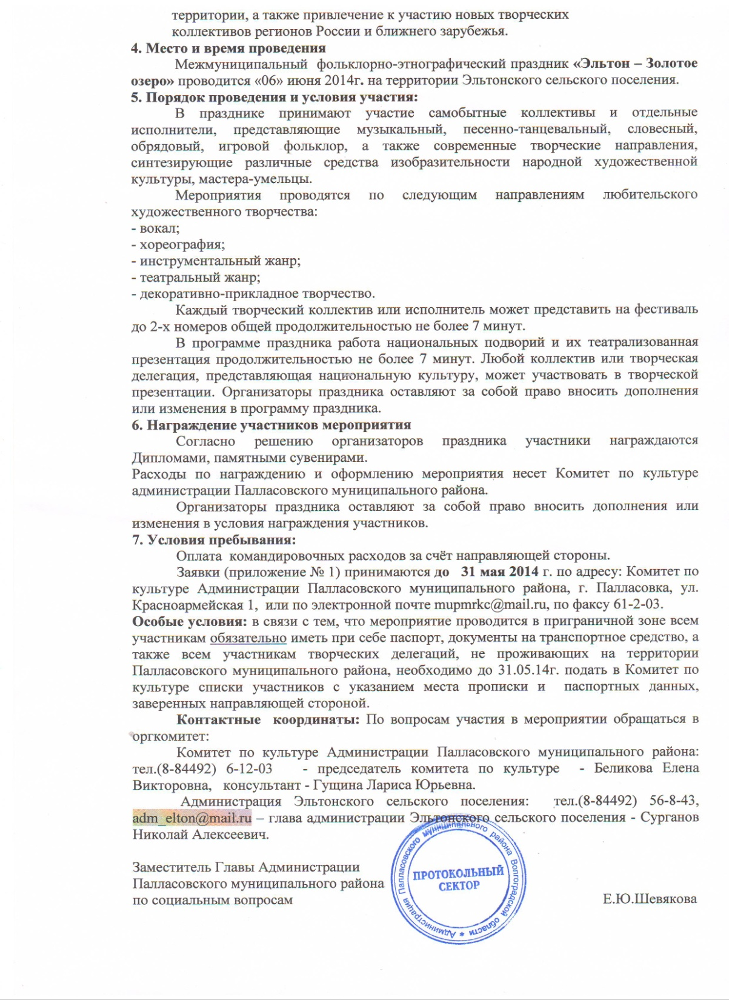 территории, а также привлечение к участию новых творческих
коллективов регионов России и ближнего зарубежья.
4. Место и время проведения
Межмуниципальный фольклорно-этнографический праздник «Эльтон – Золотое
озеро» проводится «06» июня 2014г. на территории Эльтонского сельского поселения.
5. Порядок проведения и условия участия:
В празднике принимают участие самобытные коллективы и отдельные
исполнители, представляющие музыкальный, песенно-танцевальный, словесный,
обрядовый, игровой фольклор, а также современные творческие направления,
синтезирующие различные средства изобразительности народной художественной
культуры, мастера-умельцы.
Мероприятия проводятся по следующим направлениям любительского
художественного творчества:
- вокал;
- хореография;
- инструментальный жанр;
- театральный жанр;
- декоративно-прикладное творчество.
Каждый творческий коллектив или исполнитель может представить на фестиваль
до 2-х номеров общей продолжительностью не более 7 минут.
В программе праздника работа национальных подворий и их театрализованная
презентация продолжительностью не более 7 минут. Любой коллектив или творческая
делегация, представляющая национальную культуру, может участвовать в творческой
презентации. Организаторы праздника оставляют за собой право вносить дополнения
или изменения в программу праздника.
6. Награждение участников мероприятия
Согласно решению организаторов праздника участники награждаются
Дипломами, памятными сувенирами.
Расходы по награждению и оформлению мероприятия несет Комитет по культуре
администрации Палласовского муниципального района.
Организаторы праздника оставляют за собой право вносить дополнения или
изменения в условия награждения участников.
7. Условия пребывания:
Оплата командировочных расходов за счёт направляющей стороны.
Заявки (приложение № 1) принимаются до 31 мая 2014 г. по адресу: Комитет по
культуре Администрации Палласовского муниципального района, г. Палласовка, ул.
Красноармейская 1, или по электронной почте mupmrkc@mail.ru, по факсу 61-2-03.
Особые условия: в связи с тем, что мероприятие проводится в приграничной зоне всем
участникам обязательно иметь при себе паспорт, документы на транспортное средство, а
также всем участникам творческих делегаций, не проживающих на территории
Палласовского муниципального района, необходимо до 31.05.14г. подать в Комитет по
культуре списки участников с указанием места прописки и паспортных данных,
заверенных направляющей стороной.
Контактные координаты: По вопросам участия в мероприятии обращаться в
оргкомитет:
Комитет по культуре Администрации Палласовского муниципального района:
тел.(8-84492) 6-12-03 - председатель комитета по культуре - Беликова Елена
Викторовна, консультант - Гущина Лариса Юрьевна.
Администрация Эльтонского сельского поселения: тел.(8-84492) 56-8-43,
adm_elton@mail.ru – глава администрации Эльтонского сельского поселения - Сурганов
Николай Алексеевич.
Заместитель Главы Администрации
Палласовского муниципального района
по социальным вопросам
Е.Ю.Шевякова
Администрация Палласовского муниципального района Волгоградской области *
ПРОТОКОЛЬНЫЙ
СЕКТОР